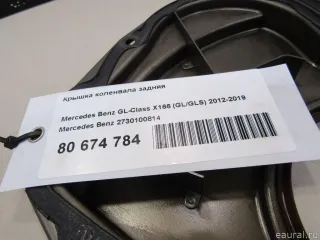 Крышка коленвала задняя
Mercedes Benz GL-Class X166 (GL/GLS) 2012-2019
Mercedes Benz 2730100814
80 674 784
eaural.ru